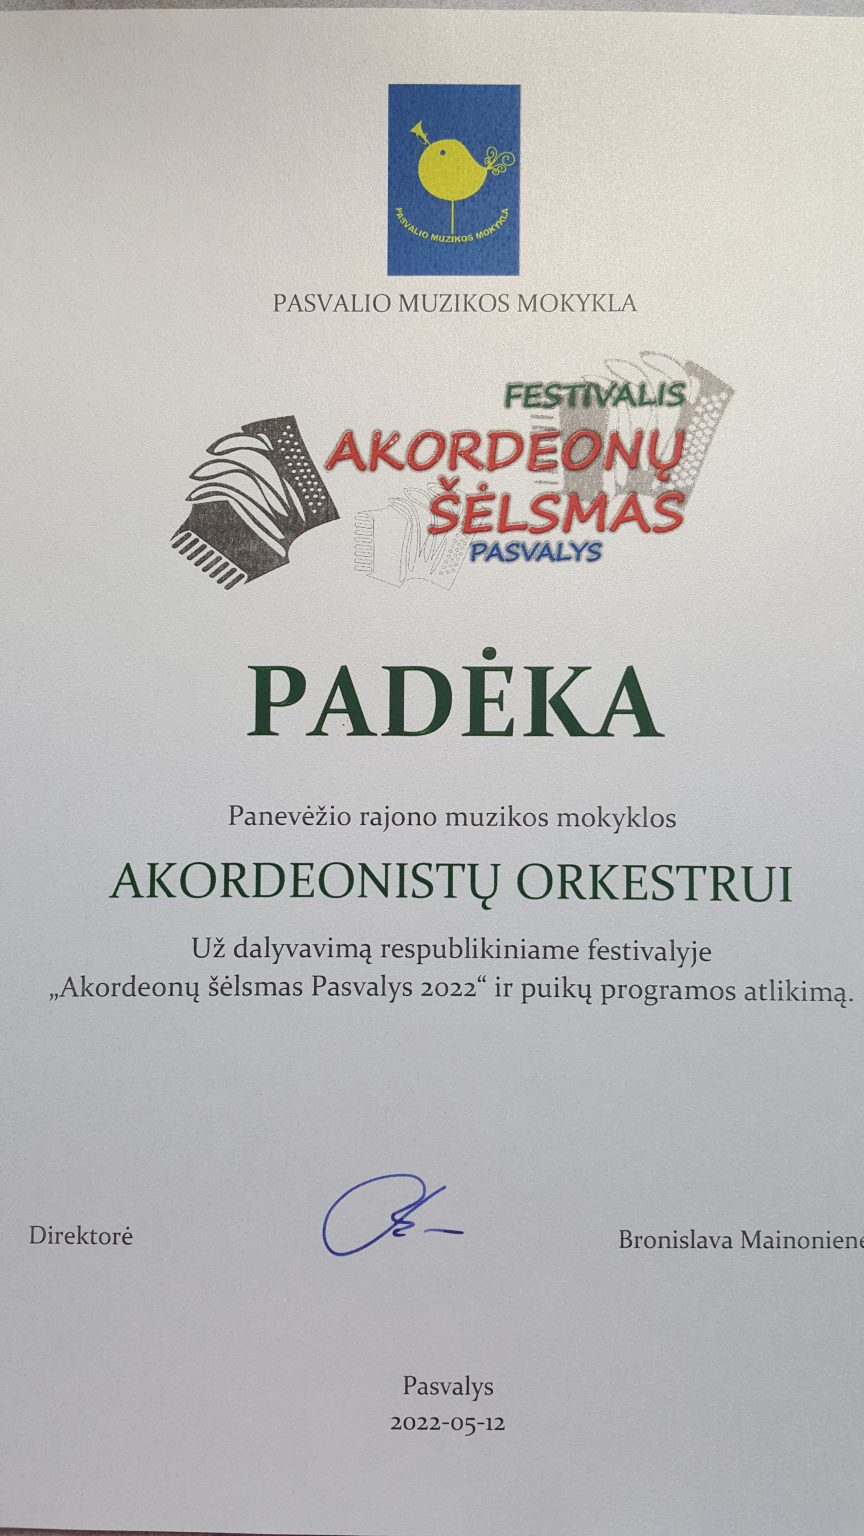 PASVALIO MUZIKOS MOKYKLA
PASVALIO MUZIKOS MOKYKLA
FESTIVALIS
AKORDEONŲ
ŠĖLSMAS
PASVALYS
PADĖKA
Panevėžio rajono muzikos mokyklos
AKORDEONISTŲ ORKESTRUI
Už dalyvavimą respublikiniame festivalyje
„Akordeonų šėlsmas Pasvalys 2022“ ir puikų programos atlikimą.
Direktorė
Bronislava Mainonienė
Pasvalys
2022-05-12